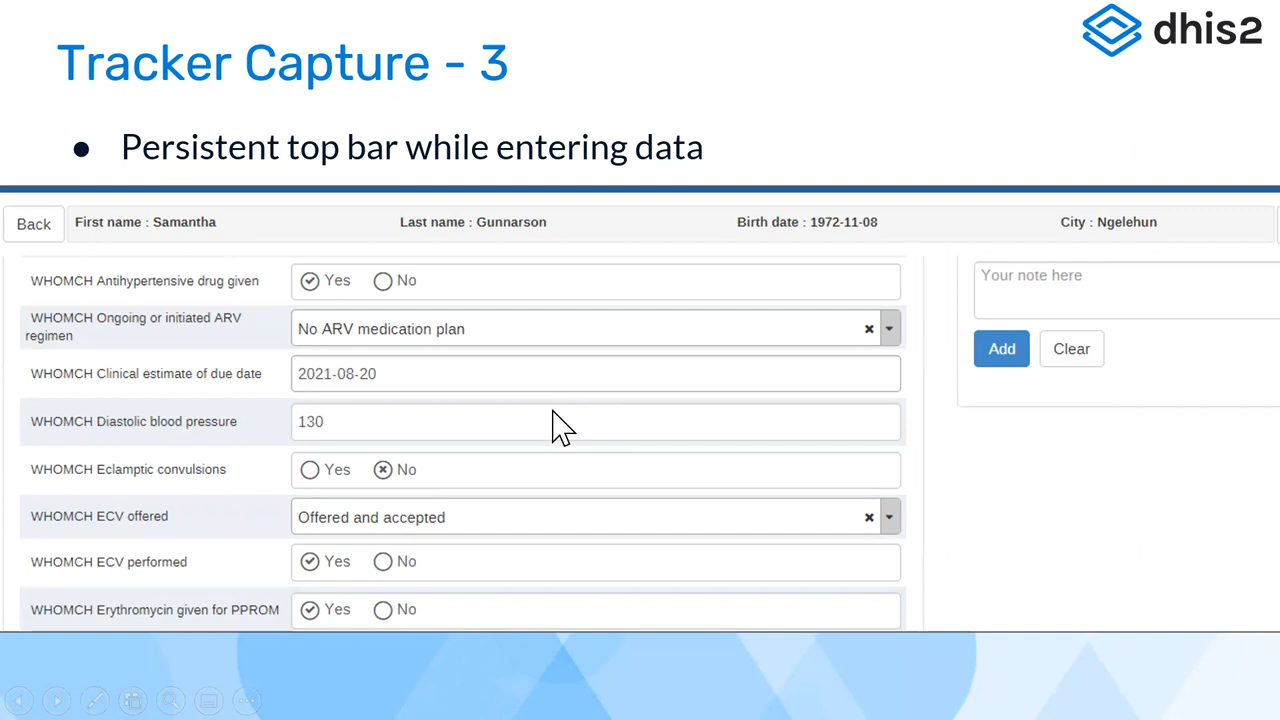 dhis2
Tracker Capture - 3
● Persistent top bar while entering data
Back First name : Samantha Last name : Gunnarson Birth date : 1972-11-08 City : Ngelehun
WHOMCH Antihypertensive drug given Yes No
WHOMCH Ongoing or initiated ARV
regimen
No ARV medication plan
WHOMCH Clinical estimate of due date 2021-08-20
WHOMCH Diastolic blood pressure 130
WHOMCH Eclamptic convulsions Yes No
WHOMCH ECV offered Offered and accepted
WHOMCH ECV performed Yes No
WHOMCH Erythromycin given for PPROM Yes No
Your note here
Add Clear